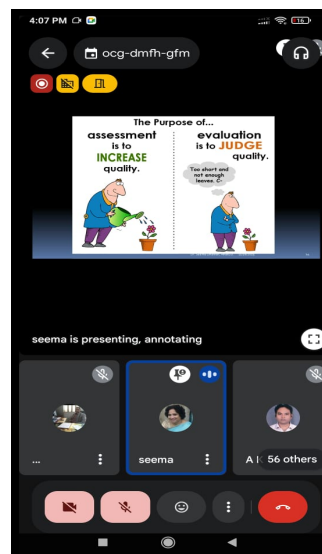 4:07 PM
16
ocg-dmfh-gfm
The Purpose of...
assessment
is to
INCREASE
quality.
evaluation
is to JUDGE
quality.
Too short and
not enough
leaves. C-
seema is presenting, annotating
...
seema
A I
56 others